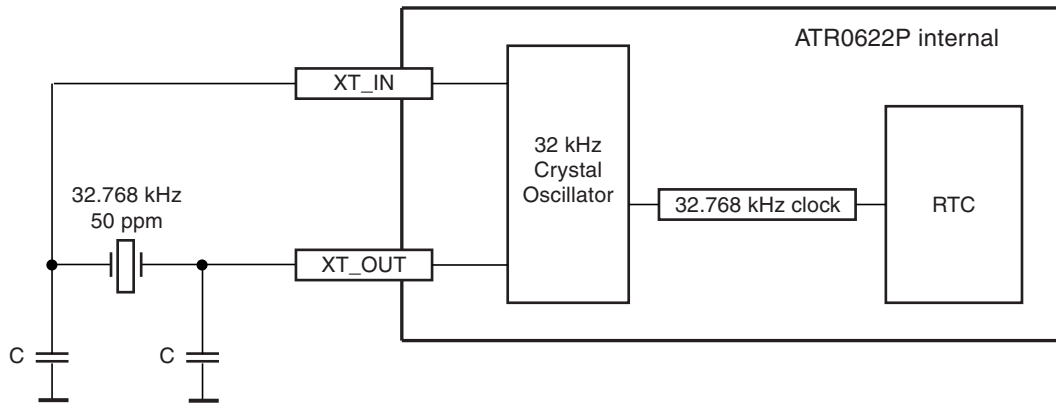 ATR0622P internal
XT_IN
32 kHz
Crystal
Oscillator
32.768 kHz
50 ppm
32.768 kHz clock
RTC
XT_OUT
C
C